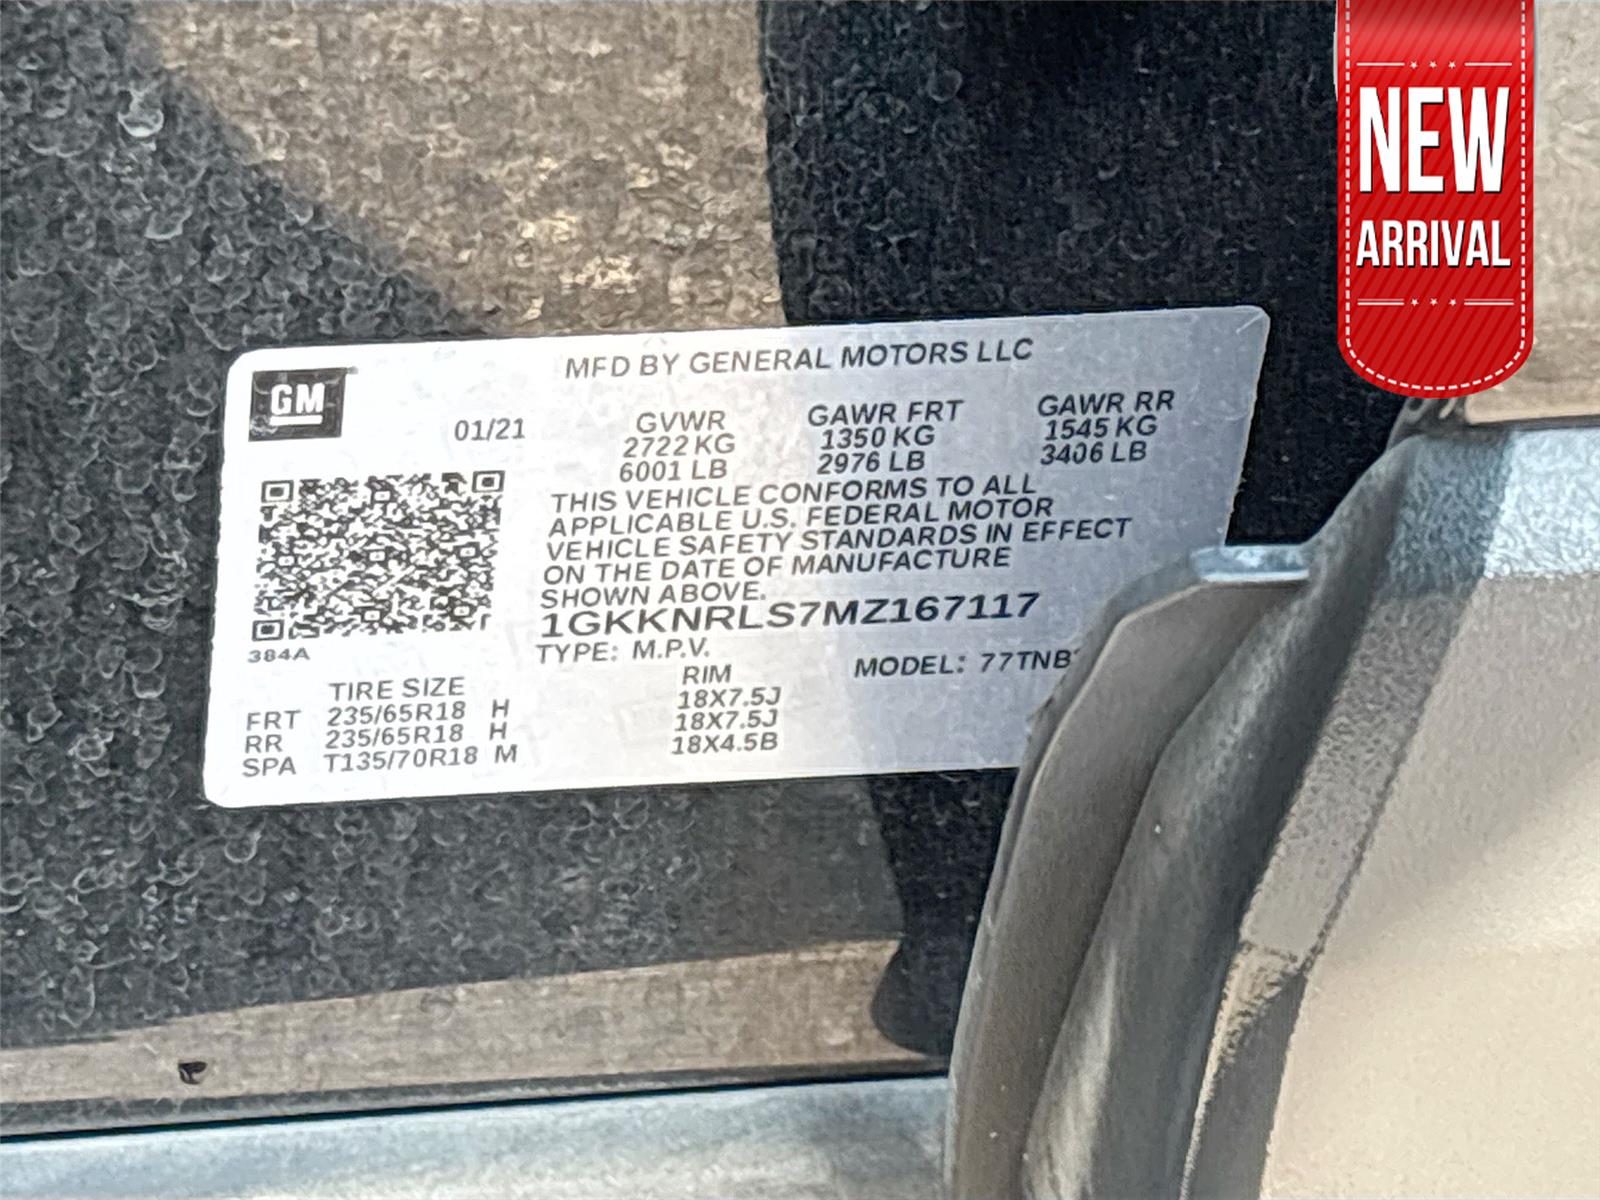 NEW
ARRIVAL
GM
MFD BY GENERAL MOTORS LLC
01/21
GVWR GAWR FRT GAWR RR
2722 KG 1350 KG 1545 KG
6001 LB 2976 LB 3406 LB
THIS VEHICLE CONFORMS TO ALL
APPLICABLE U.S. FEDERAL MOTOR
VEHICLE SAFETY STANDARDS IN EFFECT
ON THE DATE OF MANUFACTURE
SHOWN ABOVE.
1GKKNRLS7MZ167117
384A
TYPE: M.P.V. MODEL:
TIRE SIZE RIM
FRT 235/65R18 H 18X7.5J
RR 235/65R18 H 18X7.5J
SPA T135/70R18 M 18X4.5B